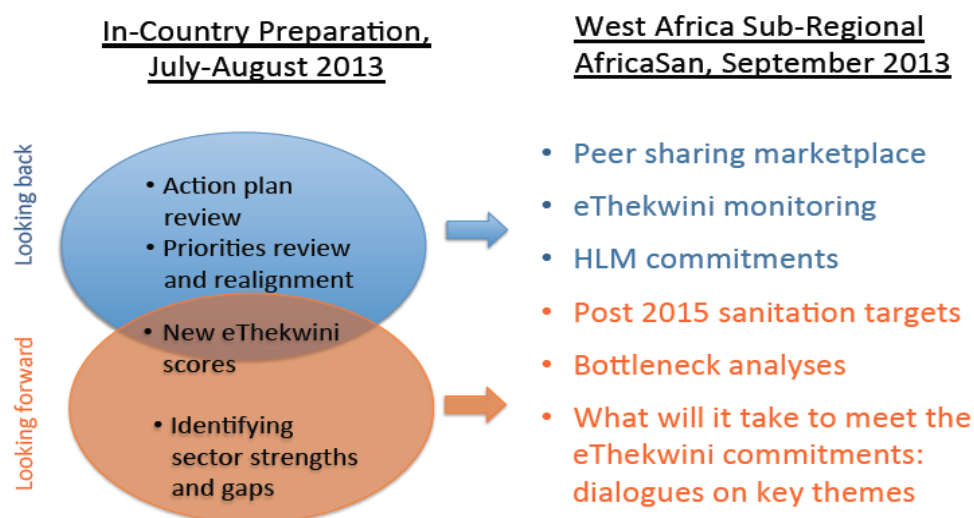 In-Country Preparation,
July-August 2013
West Africa Sub-Regional
AfricaSan, September 2013
Looking back
• Action plan
review
• Priorities review
and realignment
• New eThekwini
scores
Looking forward
• Identifying
sector strengths
and gaps
• Peer sharing marketplace
• eThekwini monitoring
• HLM commitments
• Post 2015 sanitation targets
• Bottleneck analyses
• What will it take to meet the
eThekwini commitments:
dialogues on key themes